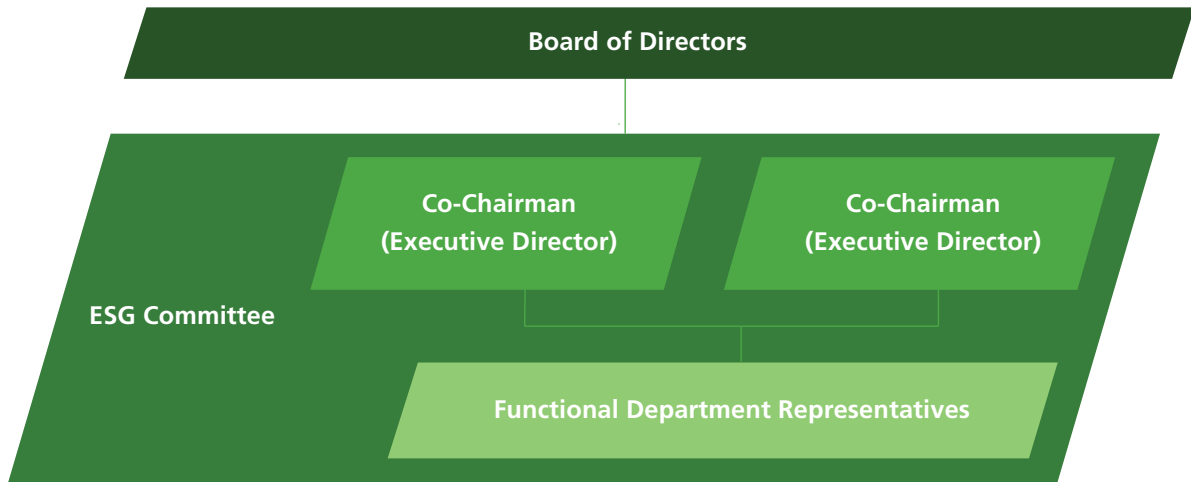 Board of Directors
Co-Chairman
(Executive Director)
Co-Chairman
(Executive Director)
ESG Committee
Functional Department Representatives